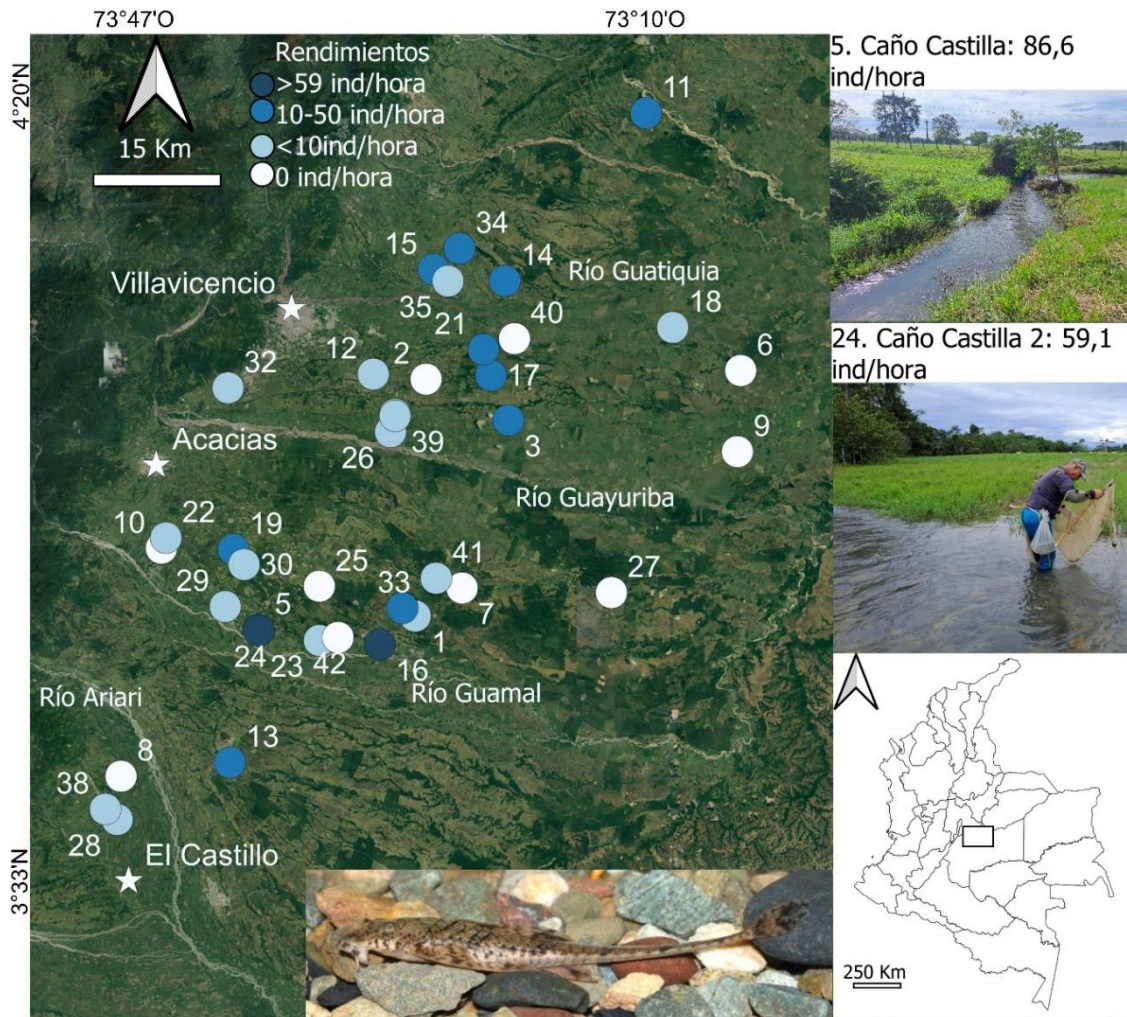 73°47'O
73°10'O
4°20'N
3°33'N
Rendimientos
>59 ind/hora
10-50 ind/hora
<10ind/hora
0 ind/hora
15 Km
11
34
15
14
Río Guatiquia
Villavicencio
35
21
40
18
12
2
6
32
17
39
3
9
26
Acacias
Río Guayuriba
22
10
19
30
25
41
27
29
5
33
7
24
23
42
16
1
Río Guamal
Río Ariari
13
8
38
28
El Castillo
5. Caño Castilla: 86,6
ind/hora
24. Caño Castilla 2: 59,1
ind/hora
250 Km